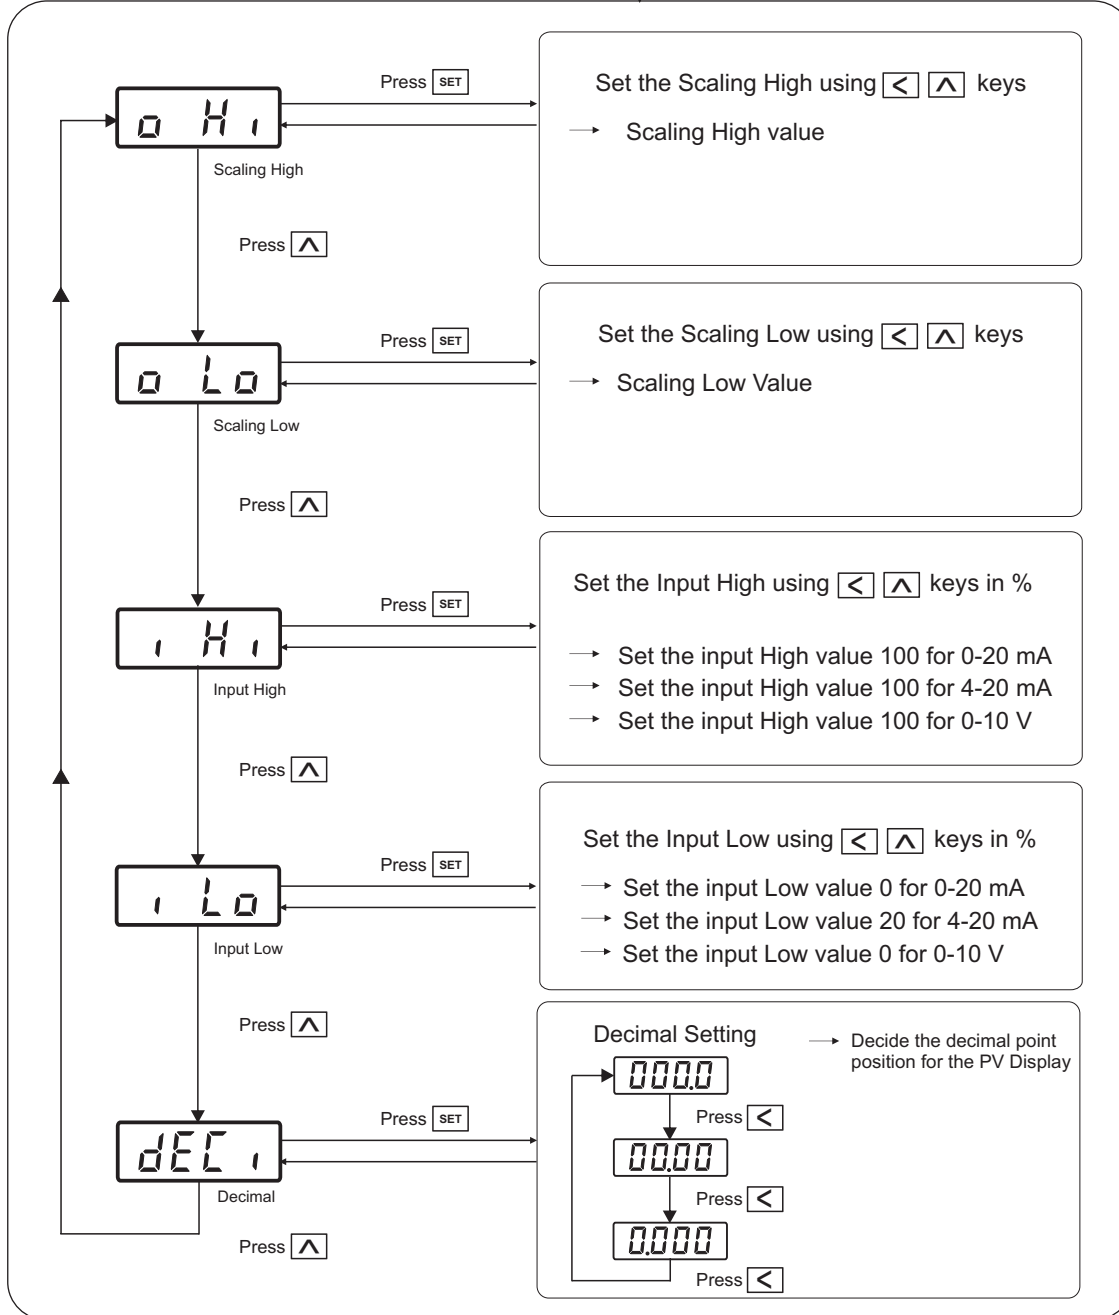 Press SET
Set the Scaling High using < ∧ keys
o Hi
→ Scaling High value
Scaling High
Press ∧
Press SET
Set the Scaling Low using < ∧ keys
o Lo
→ Scaling Low Value
Scaling Low
Press ∧
Press SET
Set the Input High using < ∧ keys in %
i Hi
→ Set the input High value 100 for 0-20 mA
→ Set the input High value 100 for 4-20 mA
→ Set the input High value 100 for 0-10 V
Input High
Press ∧
Press SET
Set the Input Low using < ∧ keys in %
i Lo
→ Set the input Low value 0 for 0-20 mA
→ Set the input Low value 20 for 4-20 mA
→ Set the input Low value 0 for 0-10 V
Input Low
Press ∧
Press SET
dECi
Decimal
Press ∧
Decimal Setting
→ Decide the decimal point
position for the PV Display
000.0
Press <
00.00
Press <
0.000
Press <